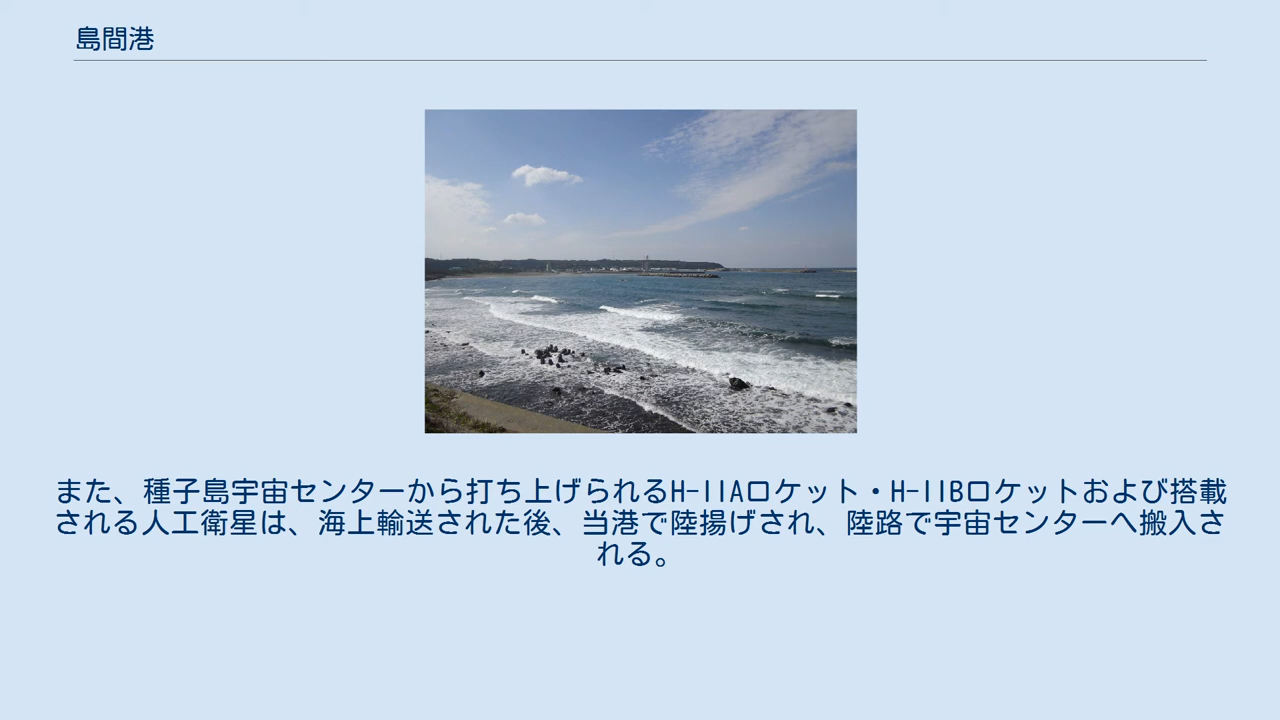 島間港
また、種子島宇宙センターから打ち上げられるH-IIAロケット・H-IIBロケットおよび搭載
される人工衛星は、海上輸送された後、当港で陸揚げされ、陸路で宇宙センターへ搬入さ
れる。